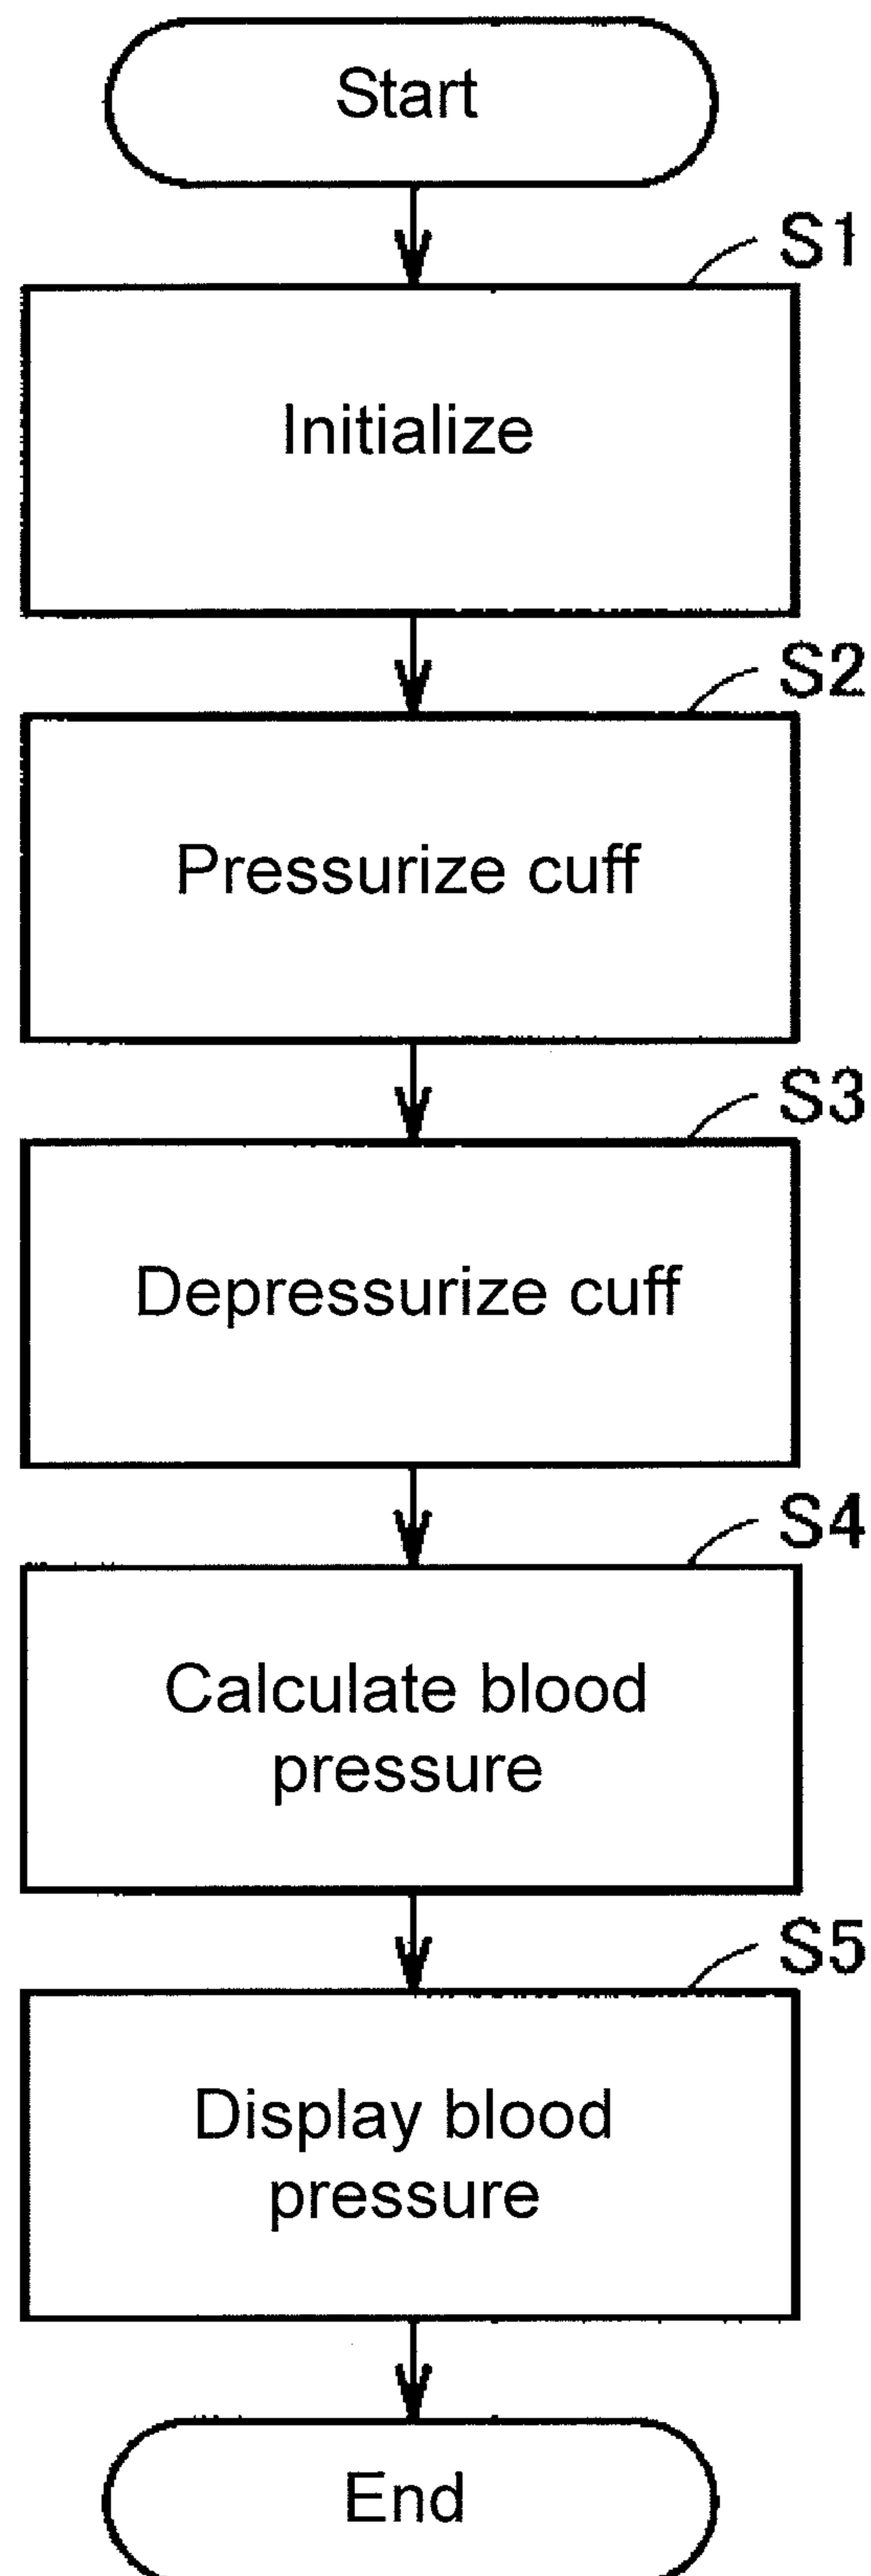 Start
S1
Initialize
S2
Pressurize cuff
S3
Depressurize cuff
S4
Calculate blood
pressure
S5
Display blood
pressure
End